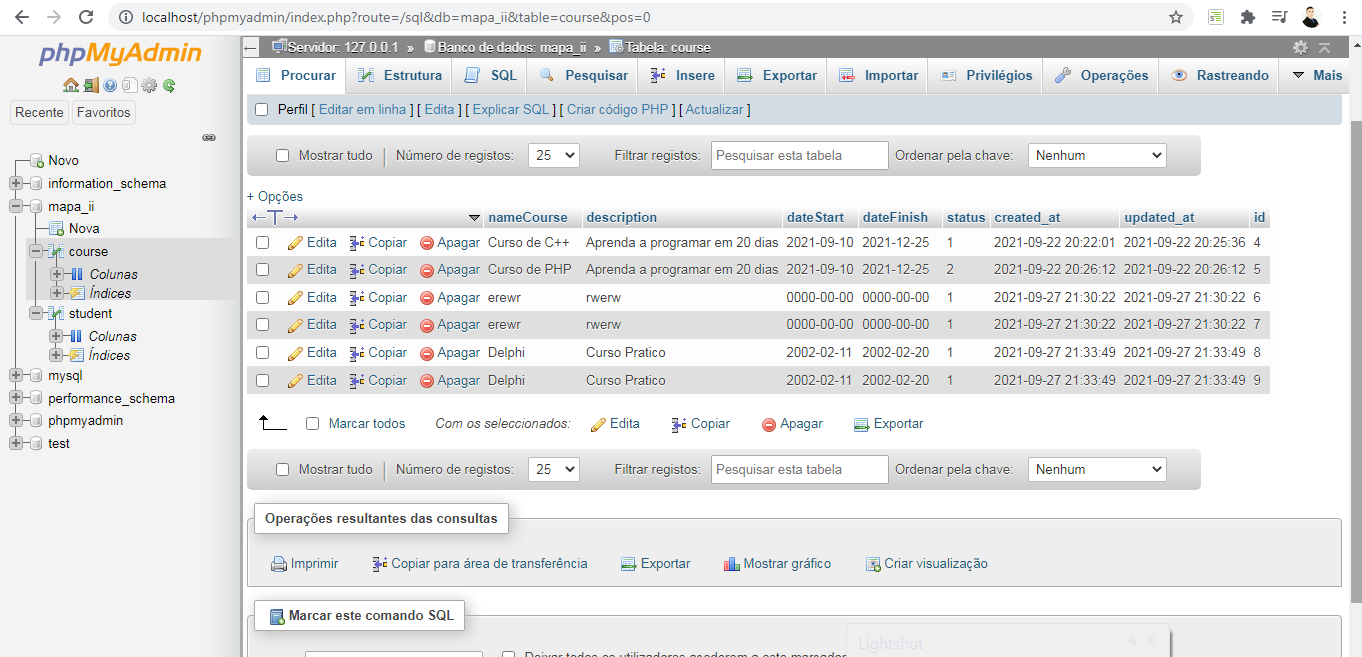 localhost/phpmyadmin/index.php?route=/sql&db=mapa_ii&table=course&pos=0
phpMyAdmin
Recente Favoritos
Novo
information_schema
mapa_ii
Nova
course
Colunas
Índices
student
Colunas
Índices
mysql
performance_schema
phpmyadmin
test
Servidor: 127.0.0.1 » Banco de dados: mapa_ii » Tabela: course
Procurar Estrutura SQL Pesquisar Insere Exportar Importar Privilégios Operações Rastreando Mais
Perfil [ Editar em linha ] [ Edita ] [ Explicar SQL ] [ Criar código PHP ] [ Actualizar ]
Mostrar tudo Número de registos: 25 Filtrar registos: Pesquisar esta tabela Ordenar pela chave: Nenhum
+ Opções
←T→ nameCourse description dateStart dateFinish status created_at updated_at id
Edita Copiar Apagar Curso de C++ Aprenda a programar em 20 dias 2021-09-10 2021-12-25 1 2021-09-22 20:22:01 2021-09-22 20:25:36 4
Edita Copiar Apagar Curso de PHP Aprenda a programar em 20 dias 2021-09-10 2021-12-25 2 2021-09-22 20:26:12 2021-09-22 20:26:12 5
Edita Copiar Apagar erewr rwerw 0000-00-00 0000-00-00 1 2021-09-27 21:30:22 2021-09-27 21:30:22 6
Edita Copiar Apagar erewr rwerw 0000-00-00 0000-00-00 1 2021-09-27 21:30:22 2021-09-27 21:30:22 7
Edita Copiar Apagar Delphi Curso Pratico 2002-02-11 2002-02-20 1 2021-09-27 21:33:49 2021-09-27 21:33:49 8
Edita Copiar Apagar Delphi Curso Pratico 2002-02-11 2002-02-20 1 2021-09-27 21:33:49 2021-09-27 21:33:49 9
Marcar todos Com os seleccionados: Edita Copiar Apagar Exportar
Mostrar tudo Número de registos: 25 Filtrar registos: Pesquisar esta tabela Ordenar pela chave: Nenhum
Operações resultantes das consultas
Imprimir Copiar para área de transferência Exportar Mostrar gráfico Criar visualização
Marcar este comando SQL
Lightshot
Deixar todos os utilizadores acederem a este marcador